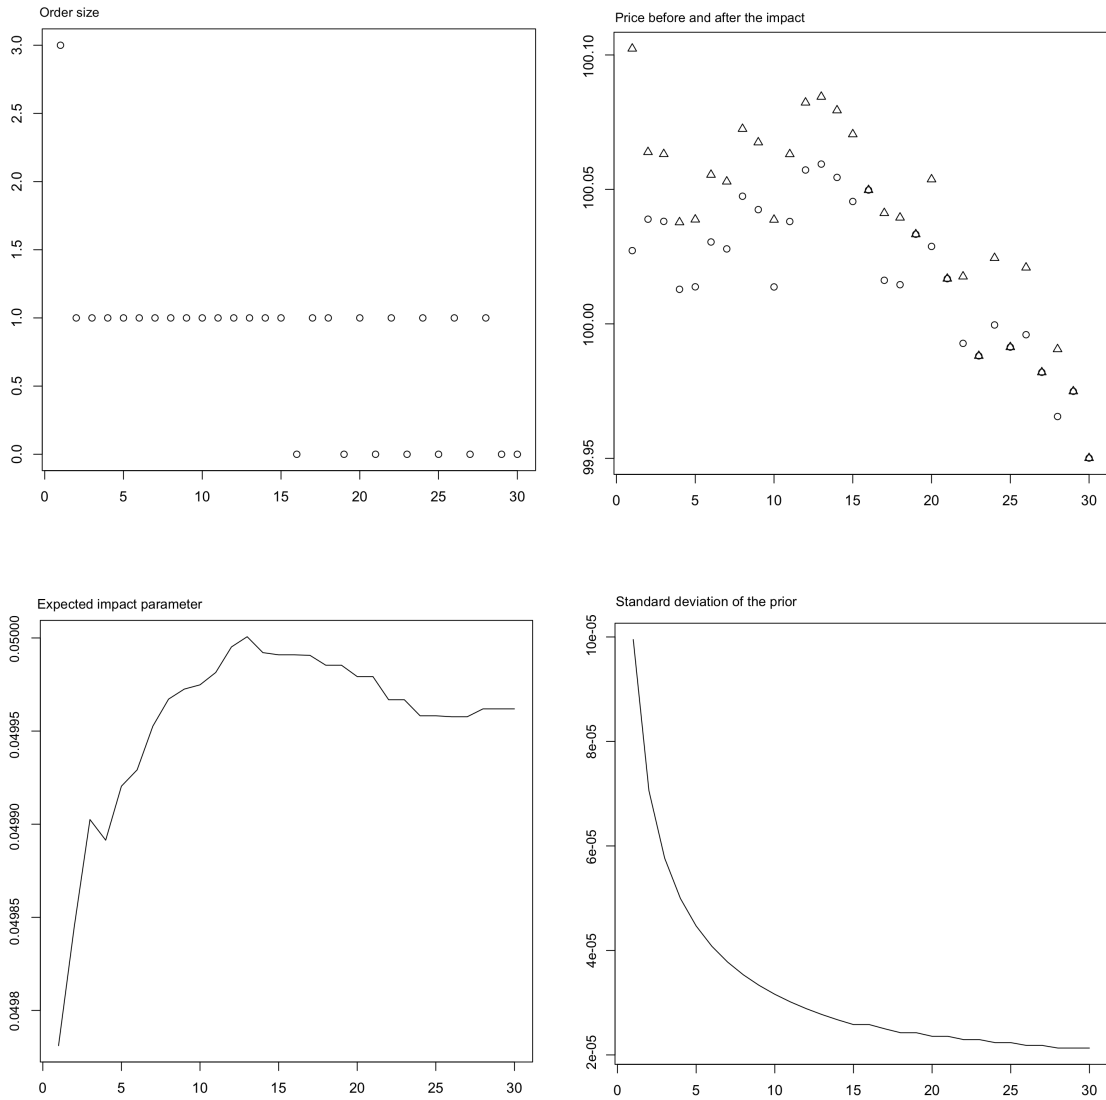 Order size
3.0
2.5
2.0
1.5
1.0
0.5
0.0
0 5 10 15 20 25 30
Price before and after the impact
100.10
100.05
100.00
99.95
0 5 10 15 20 25 30
Expected impact parameter
0.05000
0.04995
0.04990
0.04985
0.0498
0 5 10 15 20 25 30
Standard deviation of the prior
10e-05
8e-05
6e-05
4e-05
2e-05
0 5 10 15 20 25 30